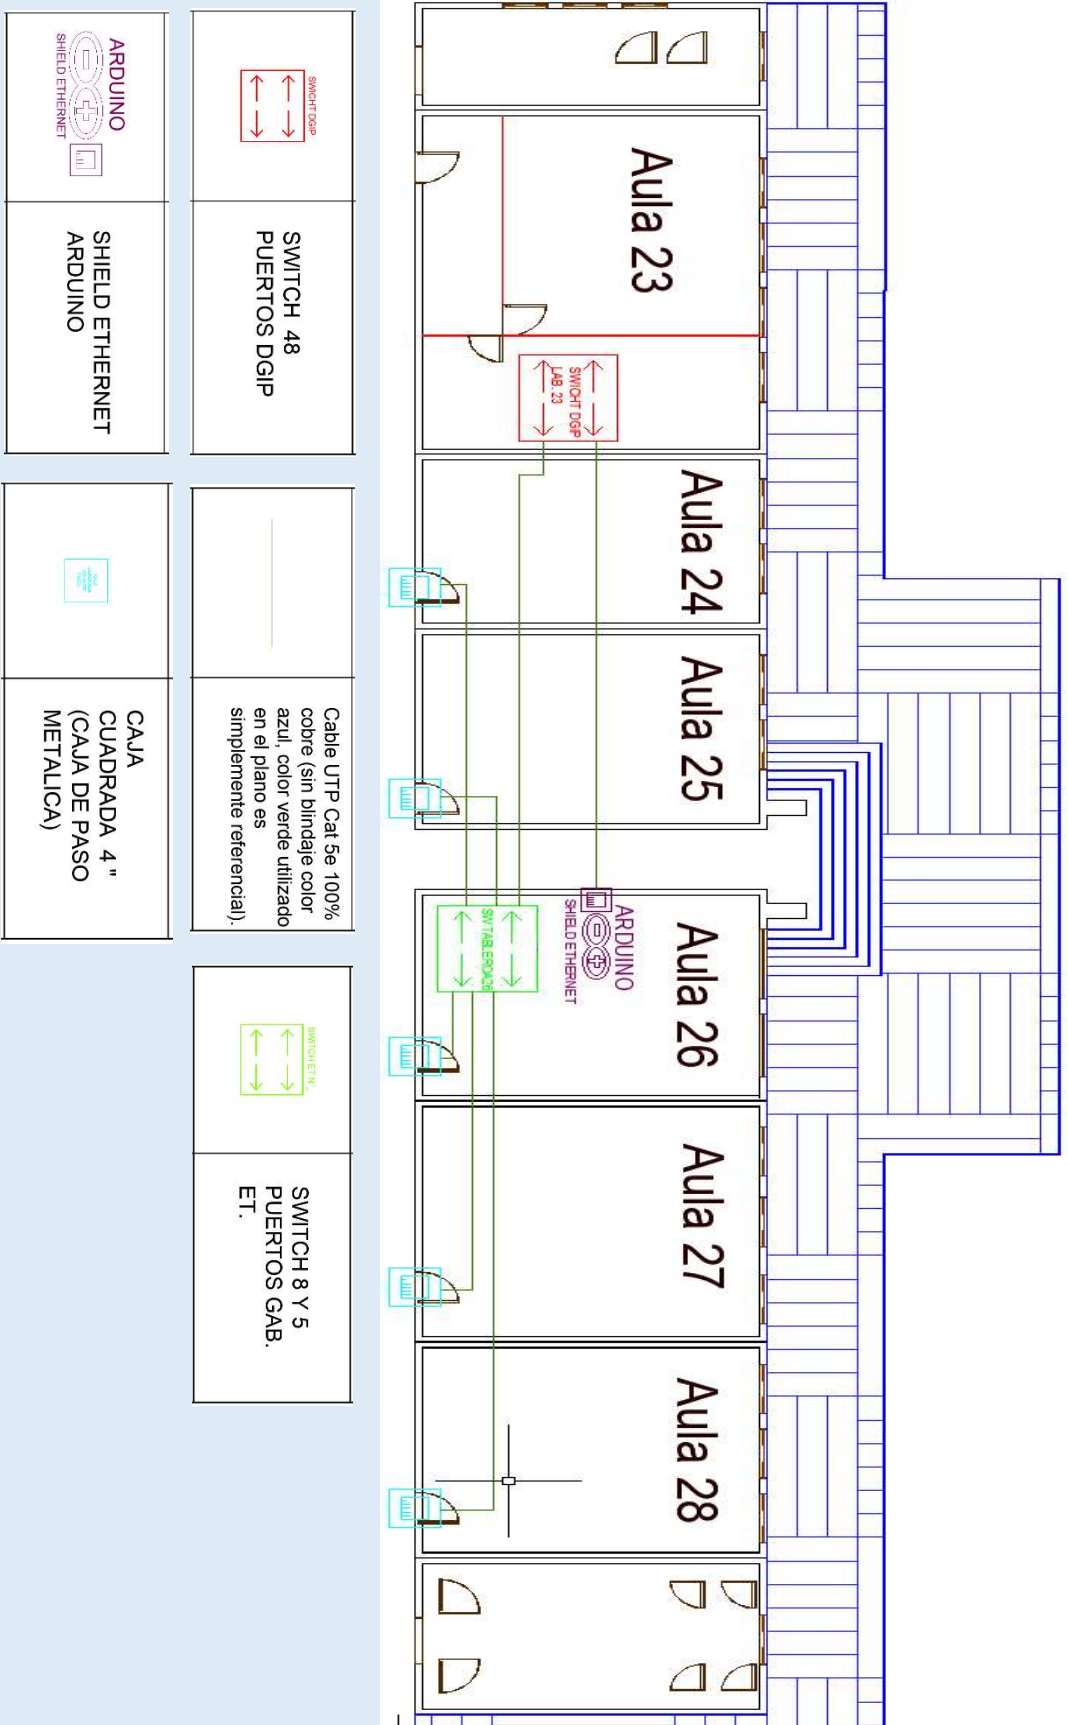 Aula 23
Aula 24
Aula 25
Aula 26
Aula 27
Aula 28
SWICHT DGIP
LAB. 23
ARDUINO
SHIELD ETHERNET
SWTABLEROA26
SWICHT DGIP
SWITCH 48
PUERTOS DGIP
Cable UTP Cat 5e 100%
cobre (sin blindaje color
azul, color verde utilizado
en el plano es
simplemente referencial).
SWITCH ET N°_
SWITCH 8 Y 5
PUERTOS GAB.
ET.
ARDUINO
SHIELD ETHERNET
SHIELD ETHERNET
ARDUINO
CAJA
CUADRADA 4 "
(CAJA DE PASO
METALICA)